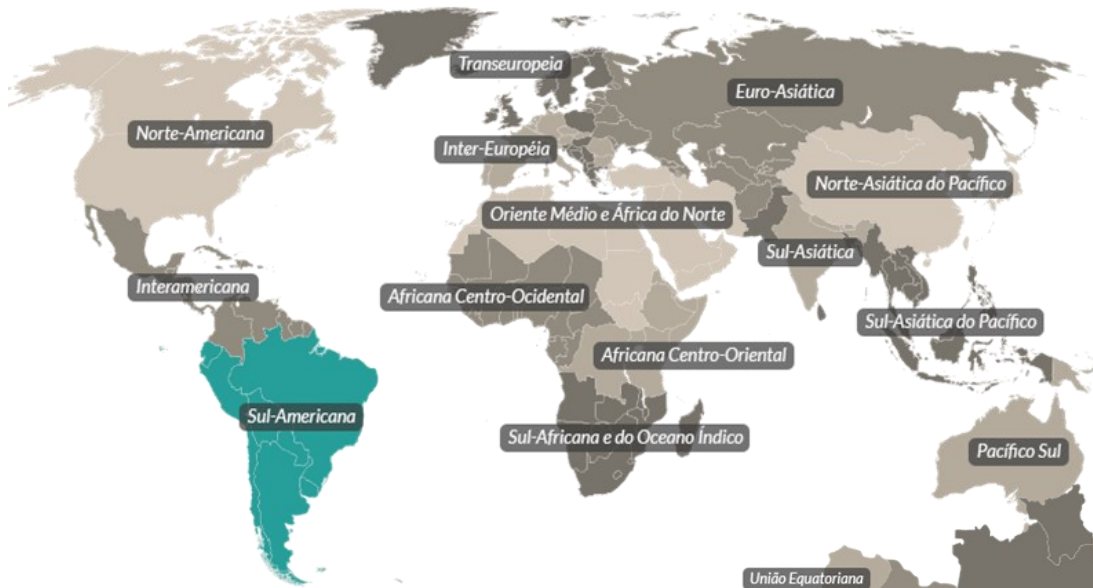 Transeuropeia
Euro-Asiática
Norte-Americana
Inter-Européia
Norte-Asiática do Pacífico
Oriente Médio e África do Norte
Sul-Asiática
Interamericana
Africana Centro-Ocidental
Sul-Asiática do Pacífico
Africana Centro-Oriental
Sul-Americana
Sul-Africana e do Oceano Índico
Pacífico Sul
União Equatoriana